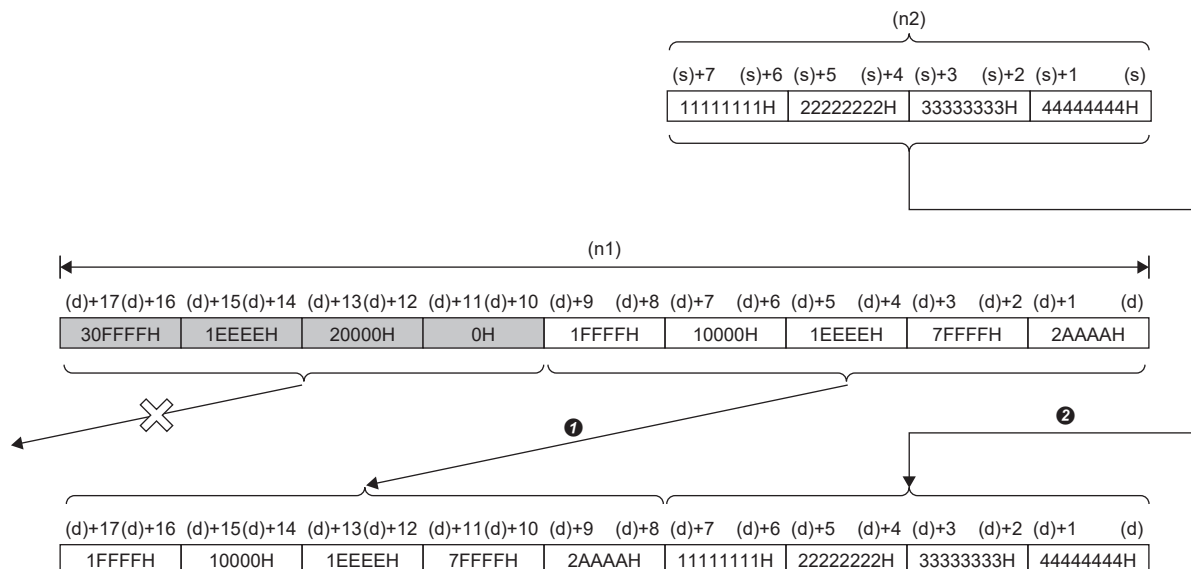 (n2)
(s)+7 (s)+6 (s)+5 (s)+4 (s)+3 (s)+2 (s)+1 (s)
11111111H 22222222H 33333333H 44444444H
(n1)
(d)+17(d)+16 (d)+15(d)+14 (d)+13(d)+12 (d)+11(d)+10 (d)+9 (d)+8 (d)+7 (d)+6 (d)+5 (d)+4 (d)+3 (d)+2 (d)+1 (d)
30FFFFH 1EEEEH 20000H 0H 1FFFFH 10000H 1EEEEH 7FFFFH 2AAAAH
❶ ❷
(d)+17(d)+16 (d)+15(d)+14 (d)+13(d)+12 (d)+11(d)+10 (d)+9 (d)+8 (d)+7 (d)+6 (d)+5 (d)+4 (d)+3 (d)+2 (d)+1 (d)
1FFFFH 10000H 1EEEEH 7FFFFH 2AAAAH 11111111H 22222222H 33333333H 44444444H